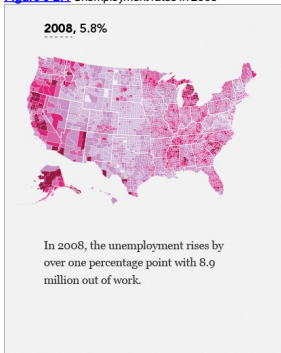 2008, 5.8%
In 2008, the unemployment rises by
over one percentage point with 8.9
million out of work.